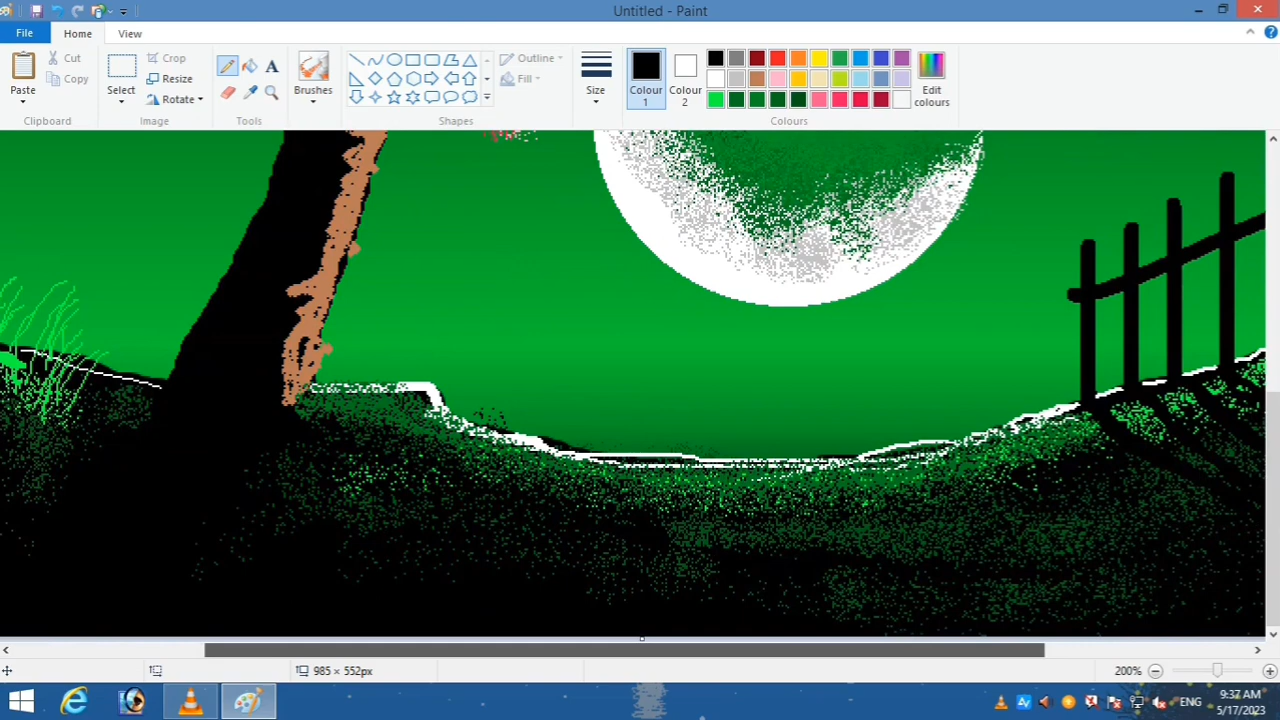 Untitled - Paint
File Home View
Paste
Cut
Copy
Clipboard
Select
Crop
Resize
Rotate
Image
A
Tools
Brushes
Shapes
Outline
Fill
Size
Colour 1
Colour 2
Edit colours
Colours
985 × 552px
200%
ENG
9:37 AM
5/17/2023